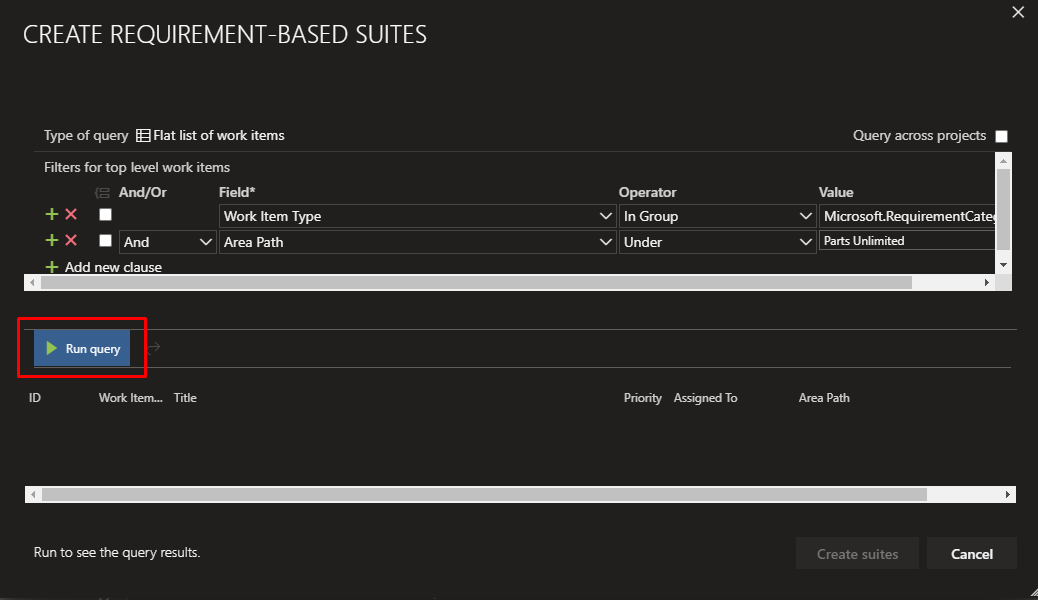 CREATE REQUIREMENT-BASED SUITES
Type of query Flat list of work items Query across projects
Filters for top level work items
And/Or Field* Operator Value
Work Item Type In Group Microsoft.RequirementCateg
And Area Path Under Parts Unlimited
Add new clause
Run query
ID Work Item... Title Priority Assigned To Area Path
Run to see the query results.
Create suites Cancel